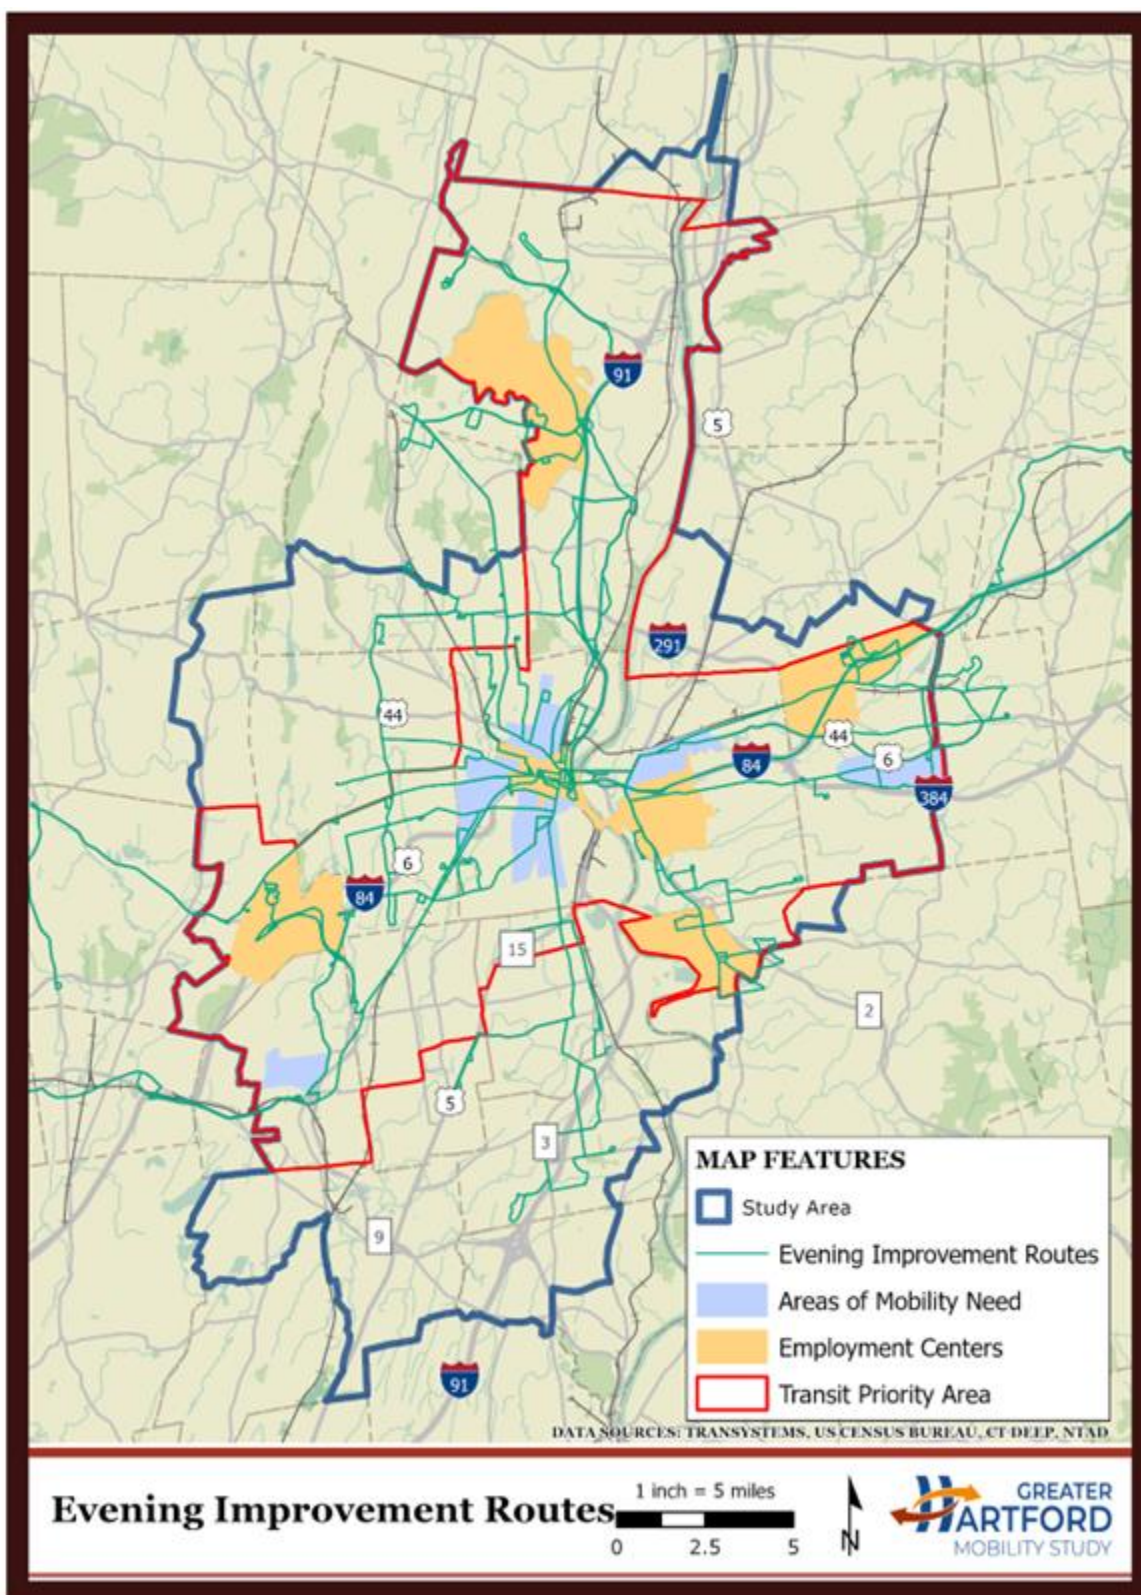 91
5
291
44
44
6
84
384
6
84
15
2
5
3
9
91
MAP FEATURES
Study Area
Evening Improvement Routes
Areas of Mobility Need
Employment Centers
Transit Priority Area
DATA SOURCES: TRANSYSTEMS, US CENSUS BUREAU, CT DEEP, NTAD
Evening Improvement Routes
1 inch = 5 miles
0 2.5 5
N
GREATER
HARTFORD
MOBILITY STUDY